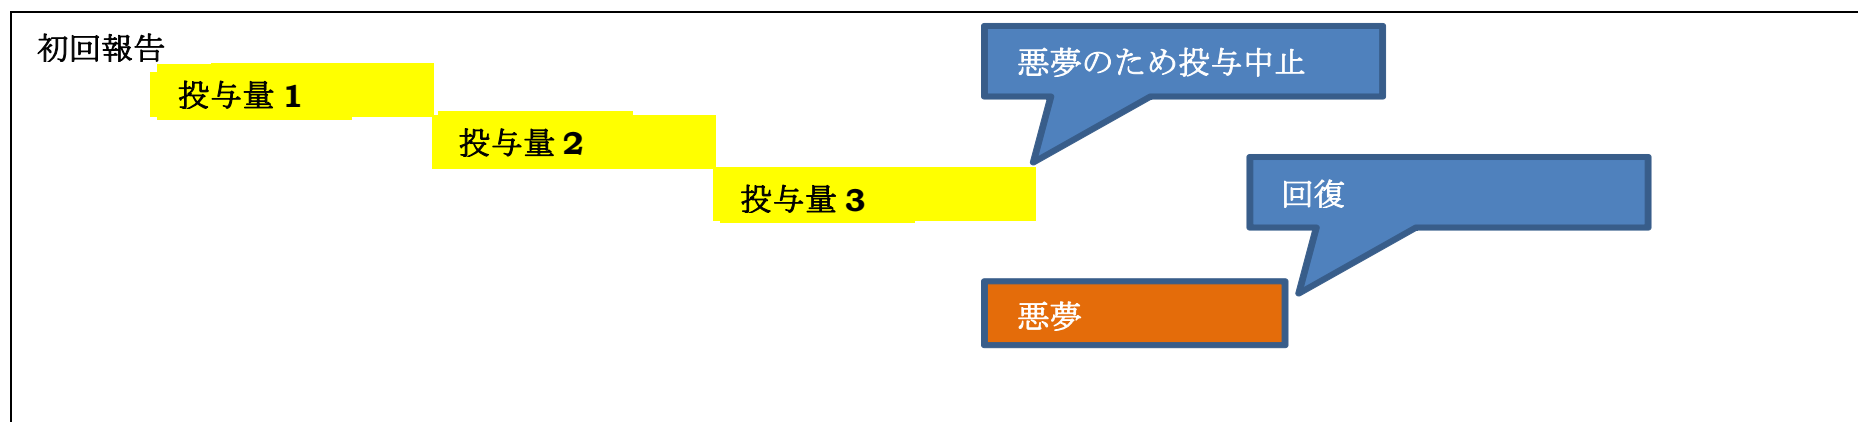 初回報告
悪夢のため投与中止
投与量 1
投与量 2
投与量 3
回復
悪夢